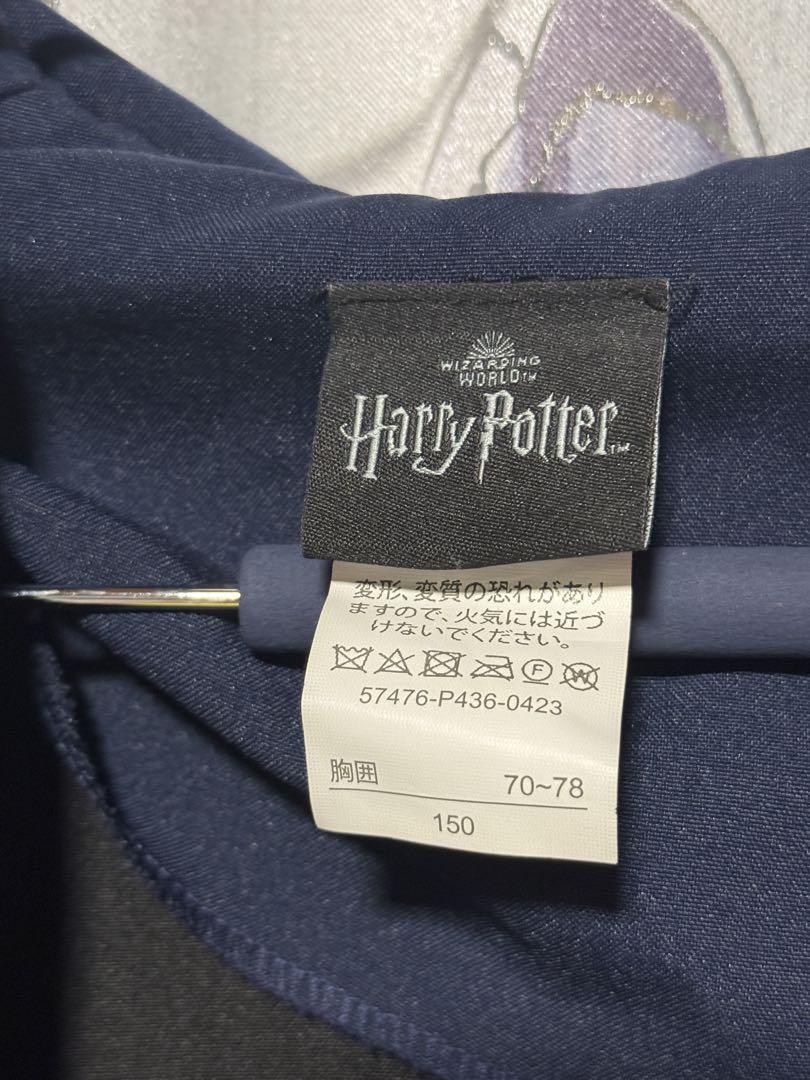 WIZARDING
WORLD™
Harry Potter™
変形、変質の恐れがあり
ますので、火気には近づ
けないでください。
F W
57476-P436-0423
胸囲 70~78
150